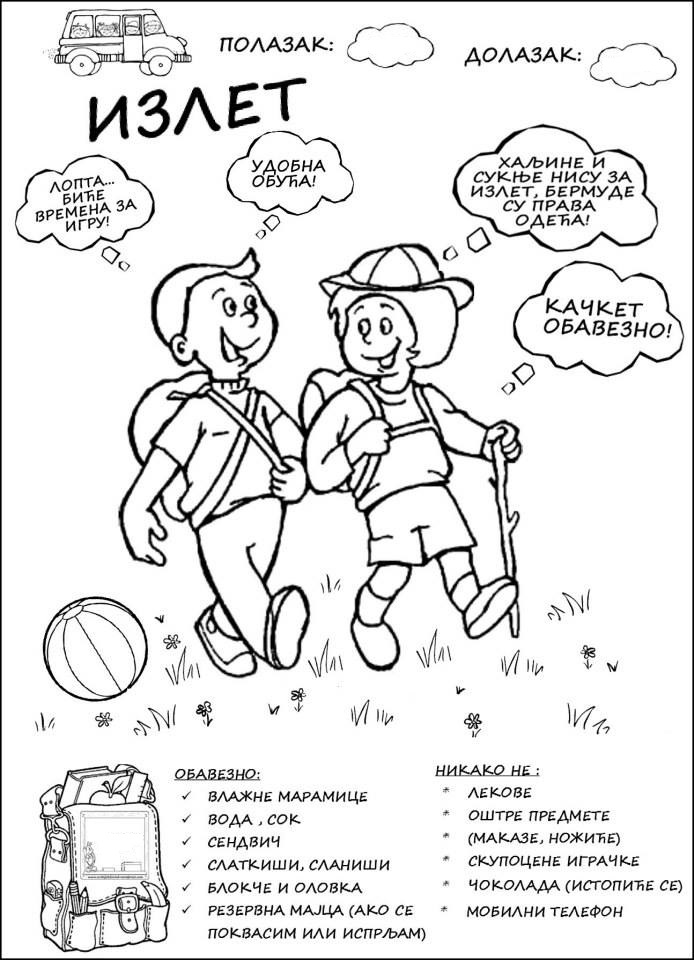 ПОЛАЗАК:
ДОЛАЗАК:
ИЗЛЕТ
ЛОПТА...
БИЋЕ
ВРЕМЕНА ЗА
ИГРУ!
УДОБНА
ОБУЋА!
ХАЉИНЕ И
СУКЊЕ НИСУ ЗА
ИЗЛЕТ, БЕРМУДЕ
СУ ПРАВА
ОДЕЋА!
КАЧКЕТ
ОБАВЕЗНО!
ОБАВЕЗНО:
✓ ВЛАЖНЕ МАРАМИЦЕ
✓ ВОДА , СОК
✓ СЕНДВИЧ
✓ СЛАТКИШИ, СЛАНИШИ
✓ БЛОКЧЕ И ОЛОВКА
✓ РЕЗЕРВНА МАЈЦА (АКО СЕ
ПОКВАСИМ ИЛИ ИСПРЉАМ)
НИКАКО НЕ :
* ЛЕКОВЕ
* ОШТРЕ ПРЕДМЕТЕ
* (МАКАЗЕ, НОЖИЋЕ)
* СКУПОЦЕНЕ ИГРАЧКЕ
* ЧОКОЛАДА (ИСТОПИЋЕ СЕ)
* МОБИЛНИ ТЕЛЕФОН